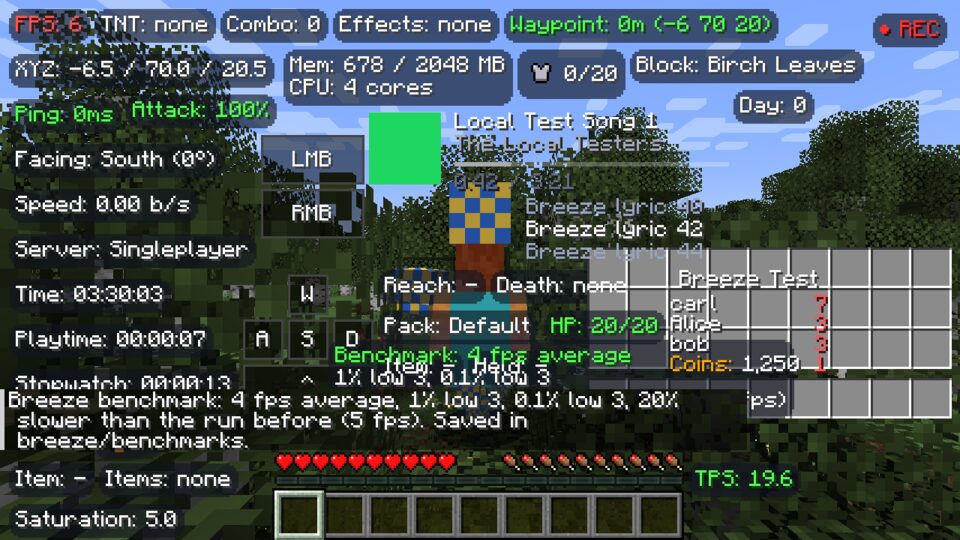 FPS: 6 TNT: none Combo: 0 Effects: none Waypoint: 0m (-6 70 20) REC
XYZ: -6.5 / 70.0 / 20.5
Mem: 678 / 2048 MB
CPU: 4 cores
0/20
Block: Birch Leaves
Day: 0
Ping: 0ms Attack: 100%
Local Test Song 1
The Local Testers
Facing: South (0°)
LMB
0:42 3:21
Speed: 0.00 b/s
RMB
Breeze lyric 40
Breeze lyric 42
Breeze lyric 44
Server: Singleplayer
Breeze Test
carl 7
Alice 3
bob 3
Coins: 1,250 1
Reach: - Death: none
Time: 03:30:03
W
Pack: Default HP: 20/20
Playtime: 00:00:07
A S D
Benchmark: 4 fps average
1% low 3, 0.1% low 3
Stopwatch: 00:00:13
Breeze benchmark: 4 fps average, 1% low 3, 0.1% low 3, 20%
slower than the run before (5 fps). Saved in
breeze/benchmarks.
fps)
Item: - Items: none
TPS: 19.6
Saturation: 5.0